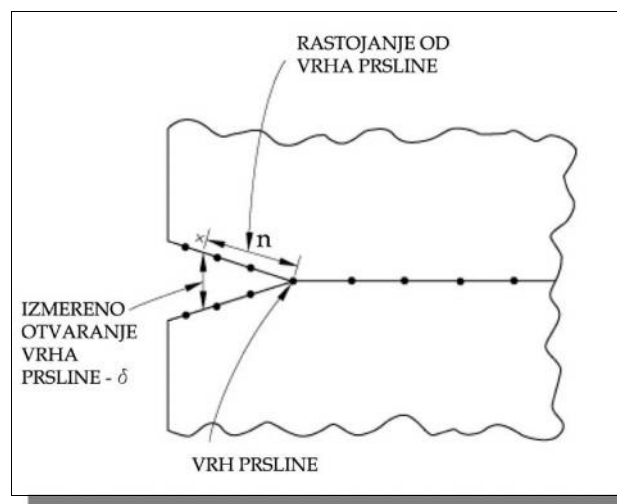 RASTOJANJE OD
VRHA PRSLINE
x
n
IZMERENO
OTVARANJE
VRHA
PRSLINE - δ
VRH PRSLINE